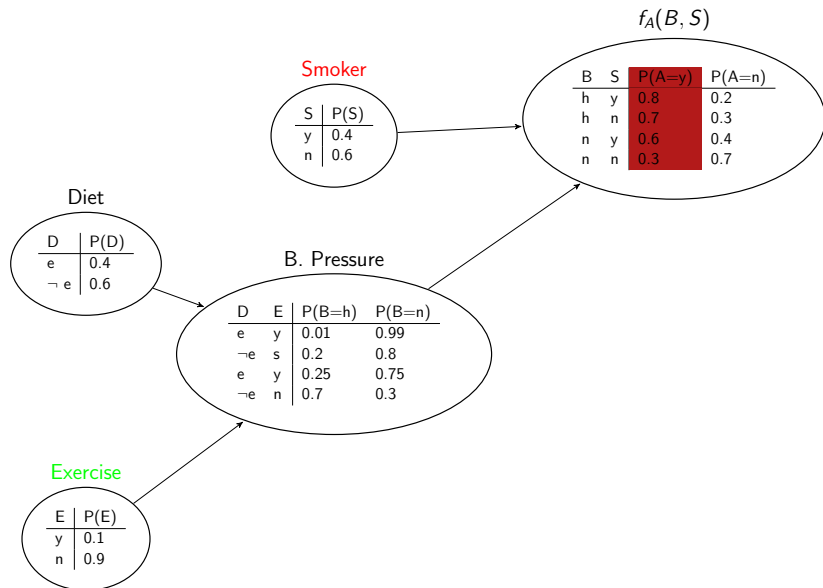 f_A(B, S)
B S P(A=y) P(A=n)
h y 0.8 0.2
h n 0.7 0.3
n y 0.6 0.4
n n 0.3 0.7
Smoker
S P(S)
y 0.4
n 0.6
Diet
D P(D)
e 0.4
¬ e 0.6
B. Pressure
D E P(B=h) P(B=n)
e y 0.01 0.99
¬e s 0.2 0.8
e y 0.25 0.75
¬e n 0.7 0.3
Exercise
E P(E)
y 0.1
n 0.9